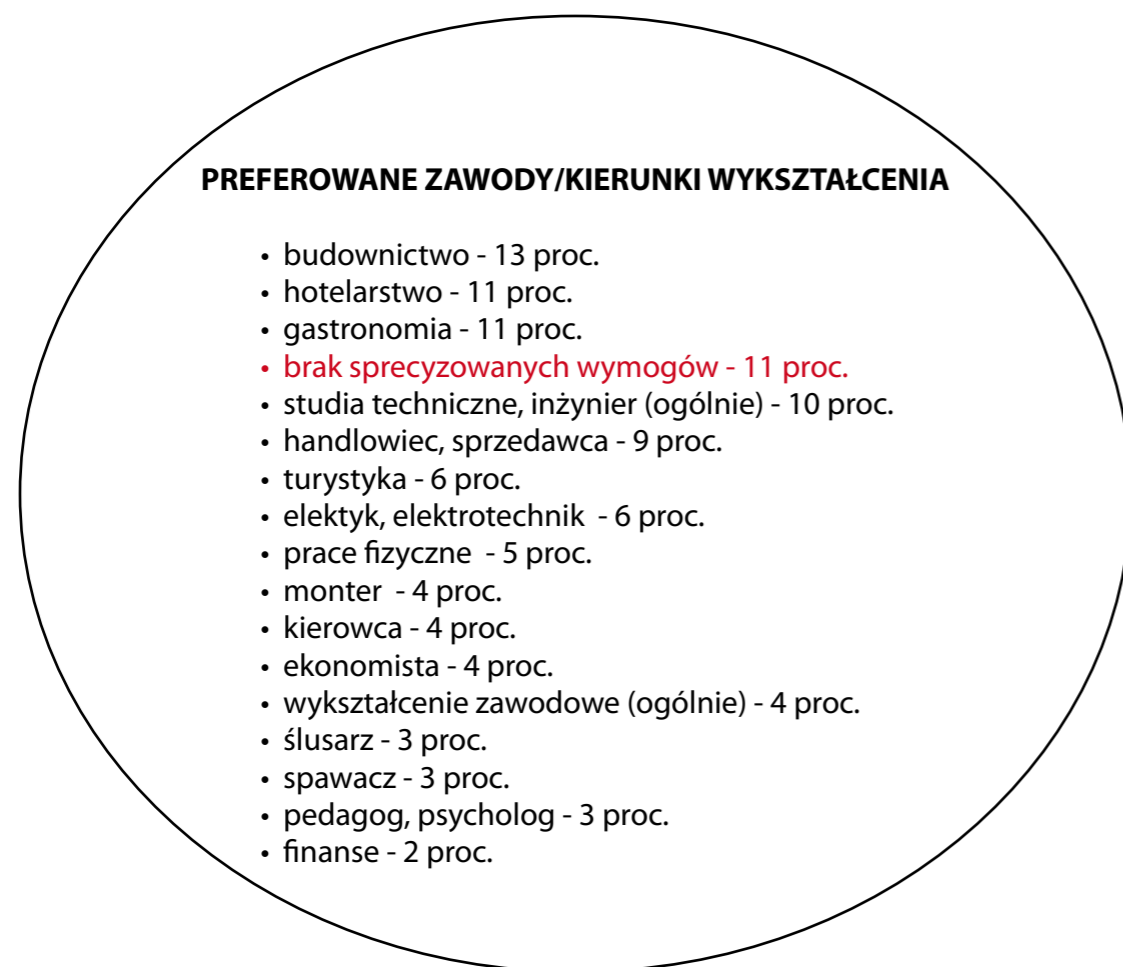 PREFEROWANE ZAWODY/KIERUNKI WYKSZTAŁCENIA
• budownictwo - 13 proc.
• hotelarstwo - 11 proc.
• gastronomia - 11 proc.
• brak sprecyzowanych wymogów - 11 proc.
• studia techniczne, inżynier (ogólnie) - 10 proc.
• handlowiec, sprzedawca - 9 proc.
• turystyka - 6 proc.
• elektyk, elektrotechnik - 6 proc.
• prace fizyczne - 5 proc.
• monter - 4 proc.
• kierowca - 4 proc.
• ekonomista - 4 proc.
• wykształcenie zawodowe (ogólnie) - 4 proc.
• ślusarz - 3 proc.
• spawacz - 3 proc.
• pedagog, psycholog - 3 proc.
• finanse - 2 proc.